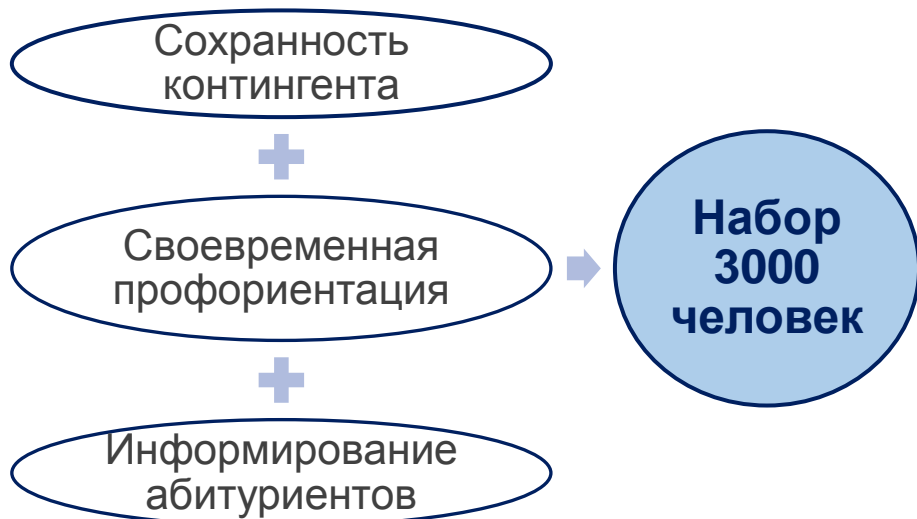 Сохранность
контингента
Своевременная
профориентация
Информирование
абитуриентов
Набор
3000
человек